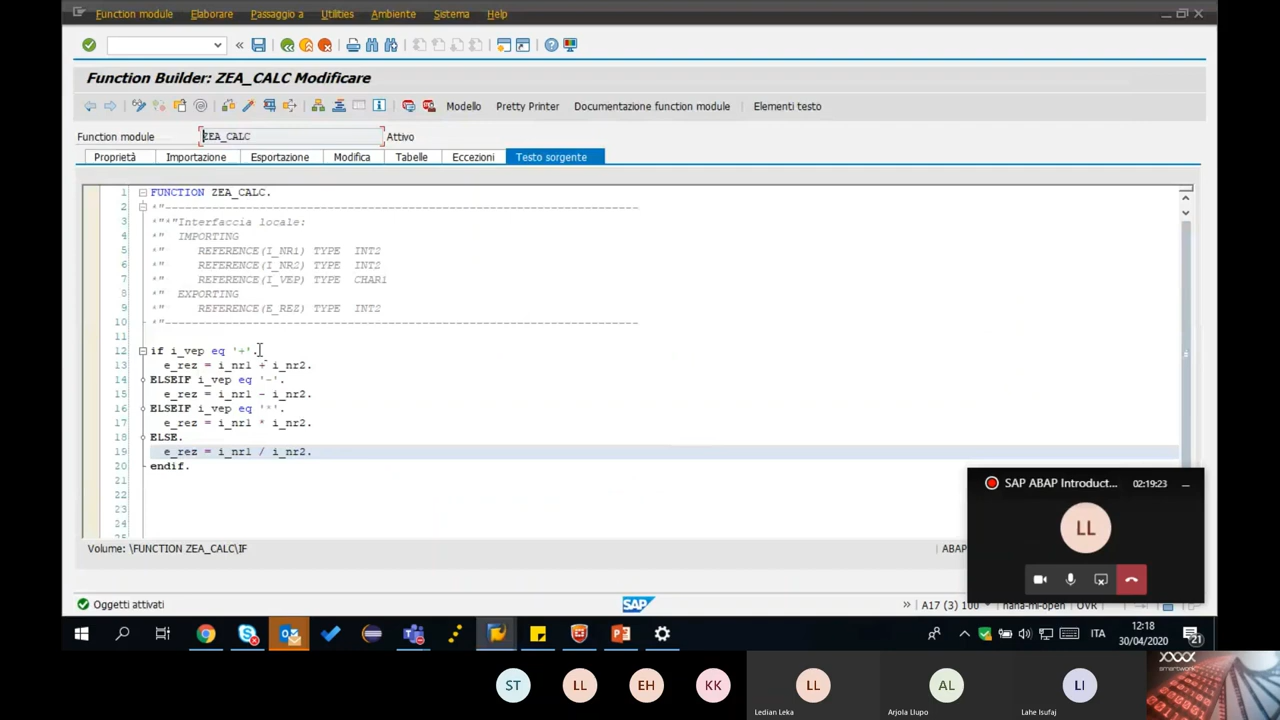 Function module Elaborare Passaggio a Utilities Ambiente Sistema Help
Function Builder: ZEA_CALC Modificare
Modello Pretty Printer Documentazione function module Elementi testo
Function module ZEA_CALC Attivo
Proprietà Importazione Esportazione Modifica Tabelle Eccezioni Testo sorgente
1 FUNCTION ZEA_CALC.
2 *"----------------------------------------------------------------------
3 *"*"Interfaccia locale:
4 *" IMPORTING
5 *" REFERENCE(I_NR1) TYPE INT2
6 *" REFERENCE(I_NR2) TYPE INT2
7 *" REFERENCE(I_VEP) TYPE CHAR1
8 *" EXPORTING
9 *" REFERENCE(E_REZ) TYPE INT2
10 *"----------------------------------------------------------------------
11
12 if i_vep eq '+'.
13 e_rez = i_nr1 + i_nr2.
14 ELSEIF i_vep eq '-'.
15 e_rez = i_nr1 - i_nr2.
16 ELSEIF i_vep eq '*'.
17 e_rez = i_nr1 * i_nr2.
18 ELSE.
19 e_rez = i_nr1 / i_nr2.
20 endif.
21
22
23
24
25
Volume: \FUNCTION ZEA_CALC\IF
ABAP
SAP ABAP Introduct... 02:19:23
LL
Oggetti attivati
SAP
A17 (3) 100 hana-mi-open OVR
ITA
12:18
30/04/2020
21
ST LL EH KK LL AL LI
Ledian Leka Arjola Llupo Lahe Isufaj
XXXX
smartwork